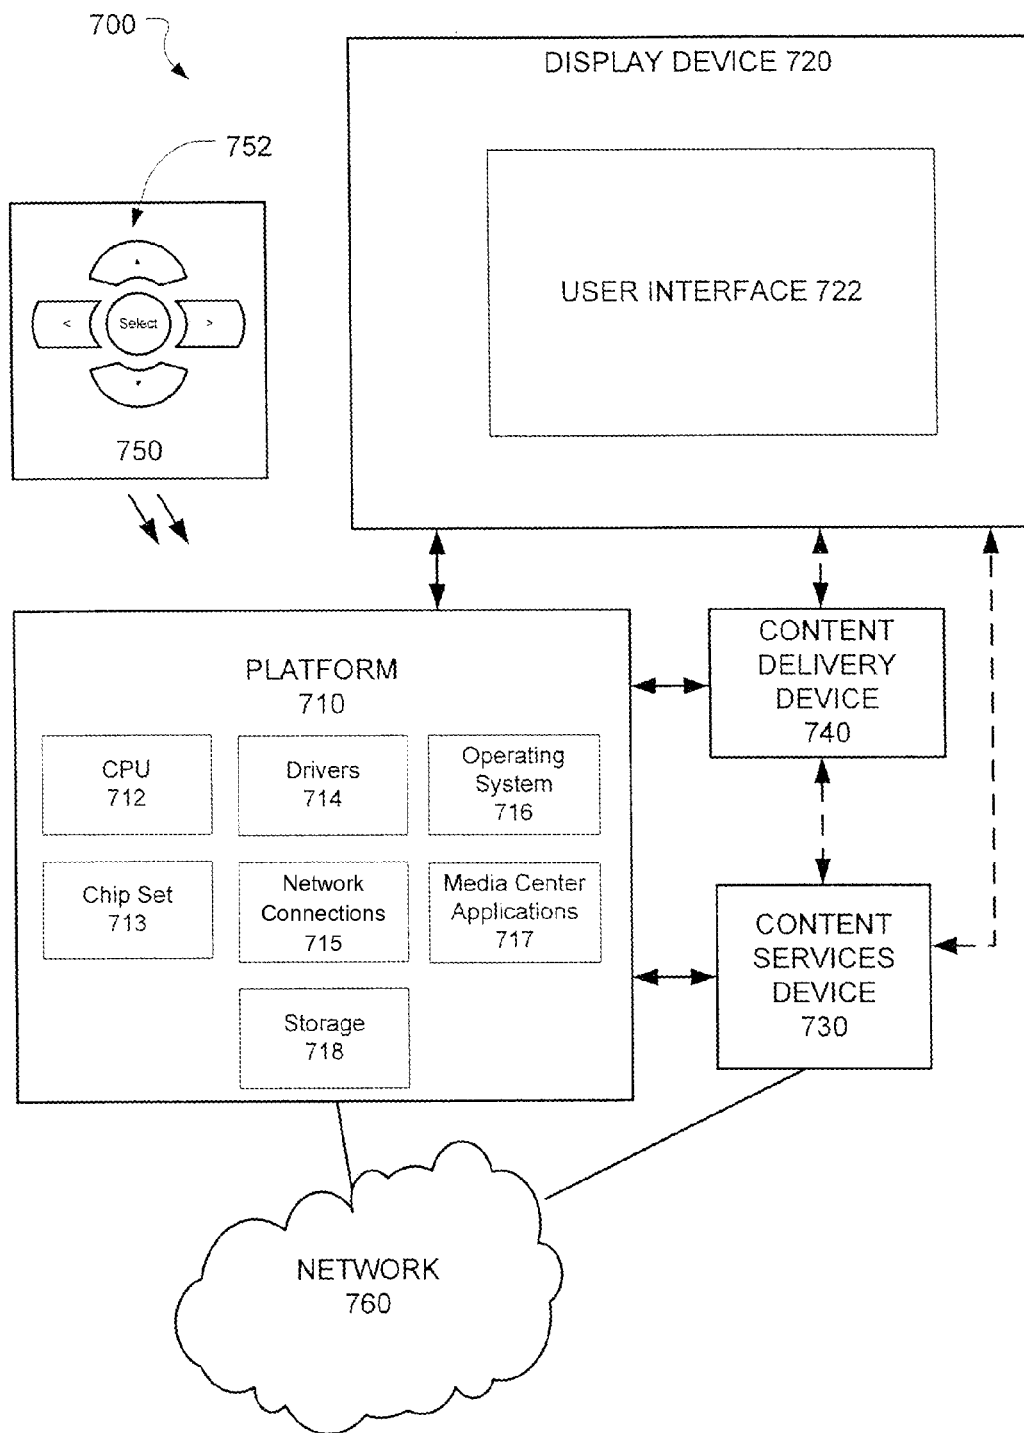 700
DISPLAY DEVICE 720
752
USER INTERFACE 722
<
Select
>
750
PLATFORM
710
CPU
712
Drivers
714
Operating
System
716
Chip Set
713
Network
Connections
715
Media Center
Applications
717
Storage
718
CONTENT
DELIVERY
DEVICE
740
CONTENT
SERVICES
DEVICE
730
NETWORK
760